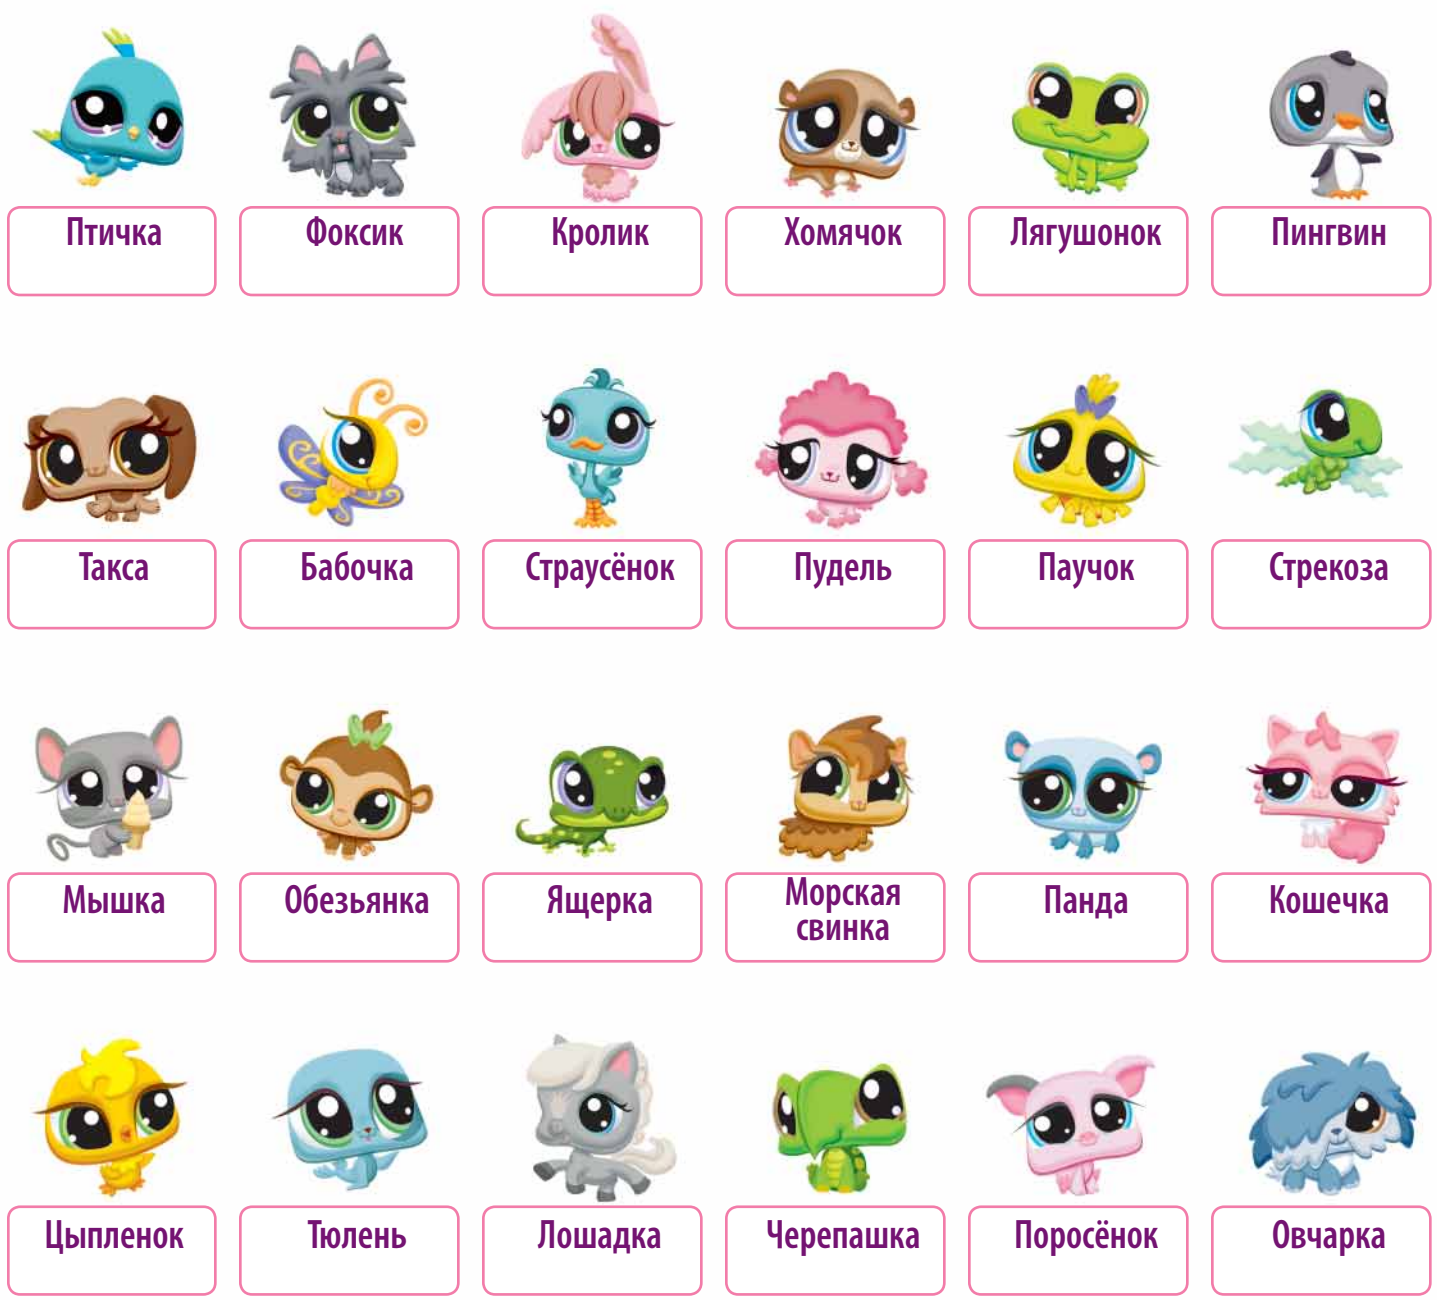 Птичка
Фоксик
Кролик
Хомячок
Лягушонок
Пингвин
Такса
Бабочка
Страусёнок
Пудель
Паучок
Стрекоза
Мышка
Обезьянка
Ящерка
Морская
свинка
Панда
Кошечка
Цыпленок
Тюлень
Лошадка
Черепашка
Поросёнок
Овчарка